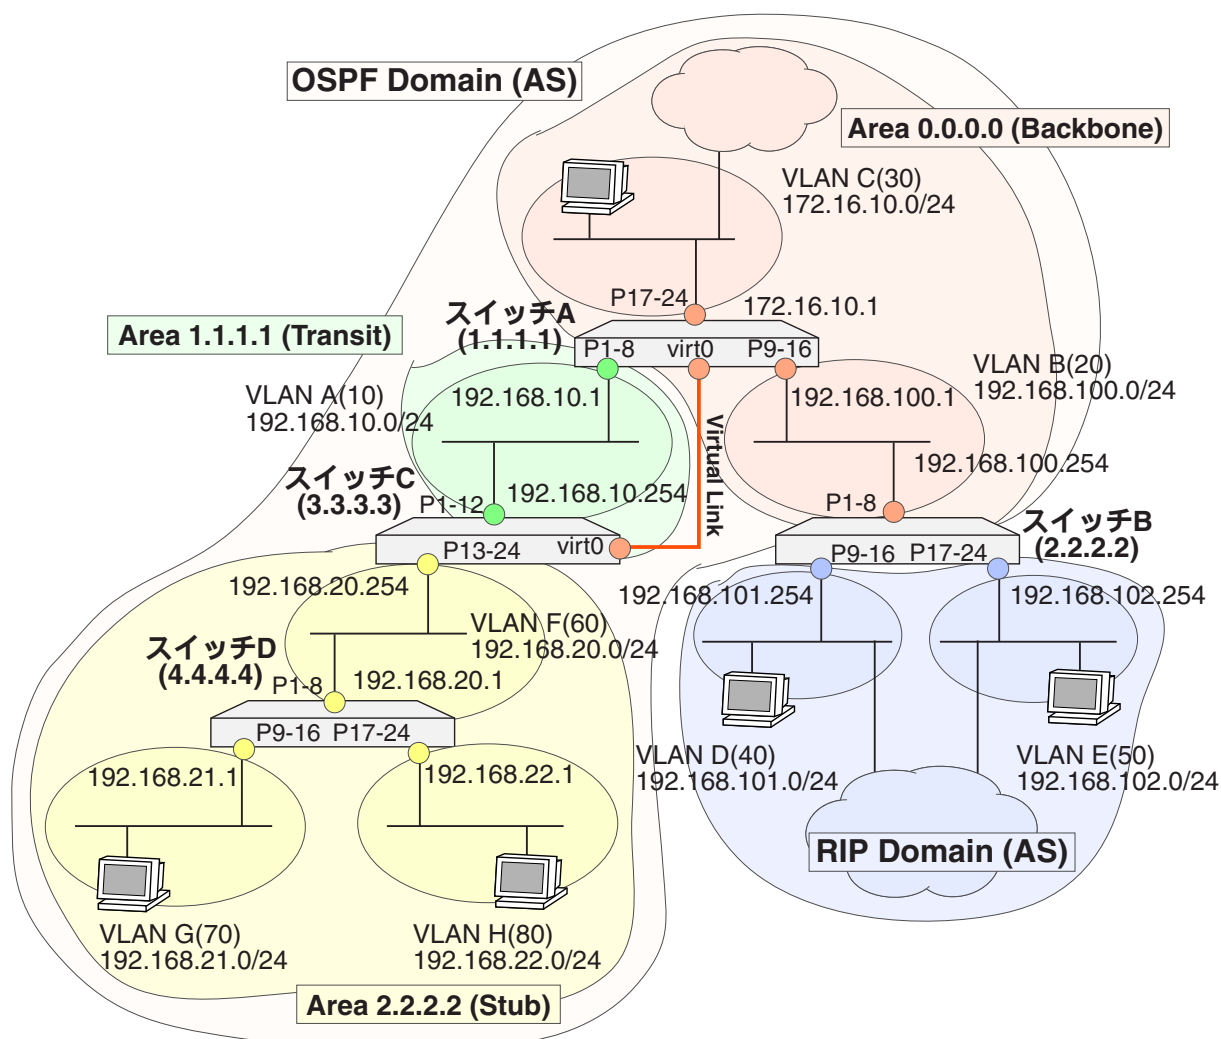 OSPF Domain (AS)
Area 0.0.0.0 (Backbone)
VLAN C(30)
172.16.10.0/24
P17-24
172.16.10.1
スイッチA
(1.1.1.1)
Area 1.1.1.1 (Transit)
P1-8
virt0
P9-16
VLAN A(10)
192.168.10.0/24
192.168.10.1
192.168.100.1
VLAN B(20)
192.168.100.0/24
Virtual Link
192.168.100.254
スイッチC
(3.3.3.3)
P1-12
192.168.10.254
P1-8
スイッチB
(2.2.2.2)
P13-24
virt0
P9-16
P17-24
192.168.20.254
192.168.101.254
192.168.102.254
VLAN F(60)
192.168.20.0/24
スイッチD
(4.4.4.4)
P1-8
192.168.20.1
P9-16
P17-24
192.168.21.1
192.168.22.1
VLAN D(40)
192.168.101.0/24
VLAN E(50)
192.168.102.0/24
RIP Domain (AS)
VLAN G(70)
192.168.21.0/24
VLAN H(80)
192.168.22.0/24
Area 2.2.2.2 (Stub)